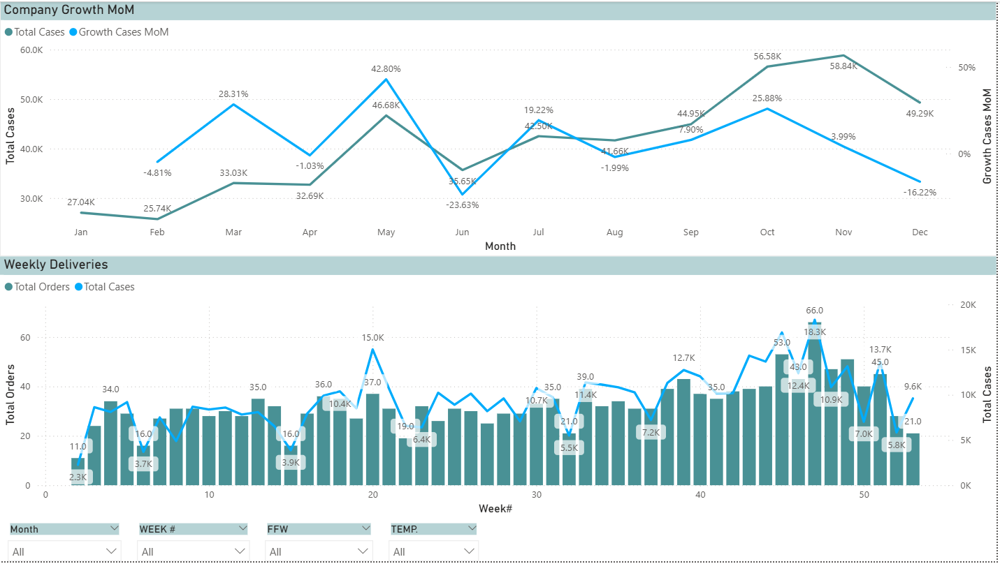 Company Growth MoM
Total Cases Growth Cases MoM
Total Cases
60.0K
50.0K
40.0K
30.0K
27.04K
25.74K
33.03K
32.69K
46.68K
35.65K
42.50K
41.66K
44.95K
56.58K
58.84K
49.29K
-4.81%
28.31%
-1.03%
42.80%
-23.63%
19.22%
-1.99%
7.90%
25.88%
3.99%
-16.22%
50%
0%
Growth Cases MoM
Jan Feb Mar Apr May Jun Jul Aug Sep Oct Nov Dec
Month
Weekly Deliveries
Total Orders Total Cases
Total Orders
60
40
20
0
11.0
34.0
16.0
35.0
16.0
36.0
37.0
19.0
35.0
21.0
39.0
35.0
53.0
43.0
66.0
45.0
21.0
2.3K
3.7K
3.9K
10.4K
15.0K
6.4K
10.7K
5.5K
11.4K
7.2K
12.7K
12.4K
18.3K
10.9K
7.0K
13.7K
5.8K
9.6K
20K
15K
10K
5K
0K
Total Cases
0 10 20 30 40 50
Week#
Month WEEK # FFW TEMP.
All All All All